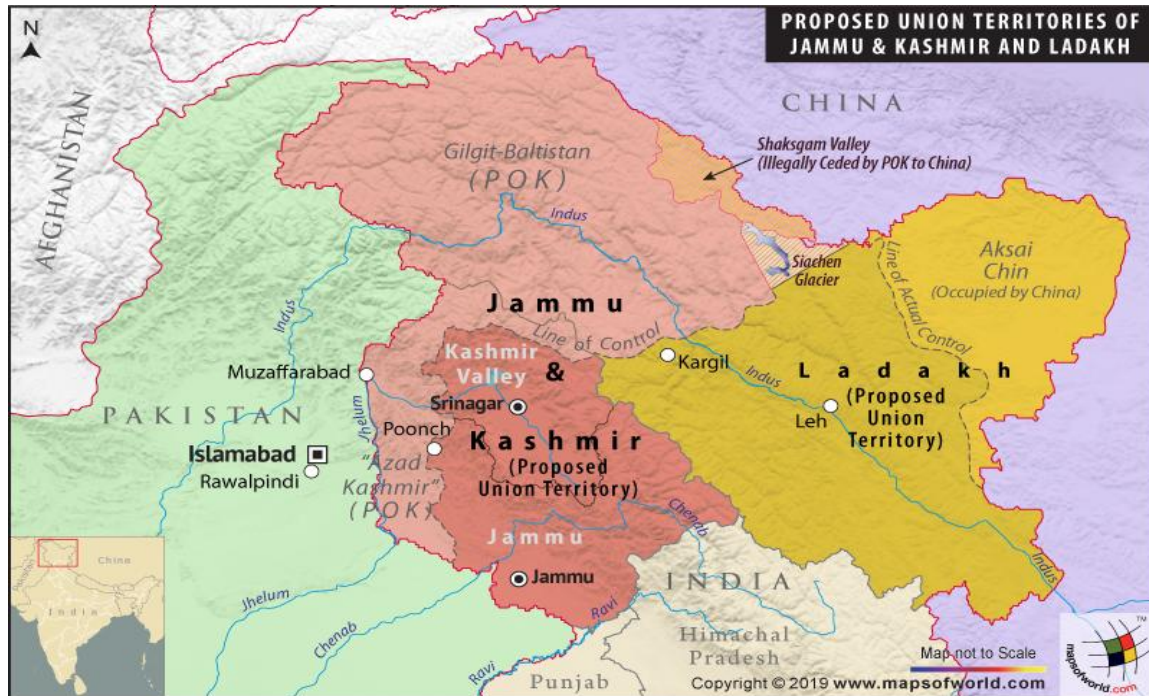 N
PROPOSED UNION TERRITORIES OF
JAMMU & KASHMIR AND LADAKH
CHINA
AFGHANISTAN
Gilgit-Baltistan
(POK)
Shaksgam Valley
(Illegally Ceded by POK to China)
Indus
Siachen
Glacier
Line of Actual Control
Aksai
Chin
(Occupied by China)
Indus
Jammu
Line of Control
Kashmir
Valley
&
Kargil
Muzaffarabad
Srinagar
Indus
Ladakh
(Proposed
Union
Territory)
Leh
PAKISTAN
Jhelum
Poonch
Kashmir
(Proposed
Union Territory)
Islamabad
Rawalpindi
"Azad
Kashmir"
(POK)
Chenab
Jammu
Jammu
INDIA
Indus
China
India
Jhelum
Chenab
Ravi
Ravi
Himachal
Pradesh
Punjab
Map not to Scale
Copyright © 2019 www.mapsofworld.com
TM
mapsofworld.com